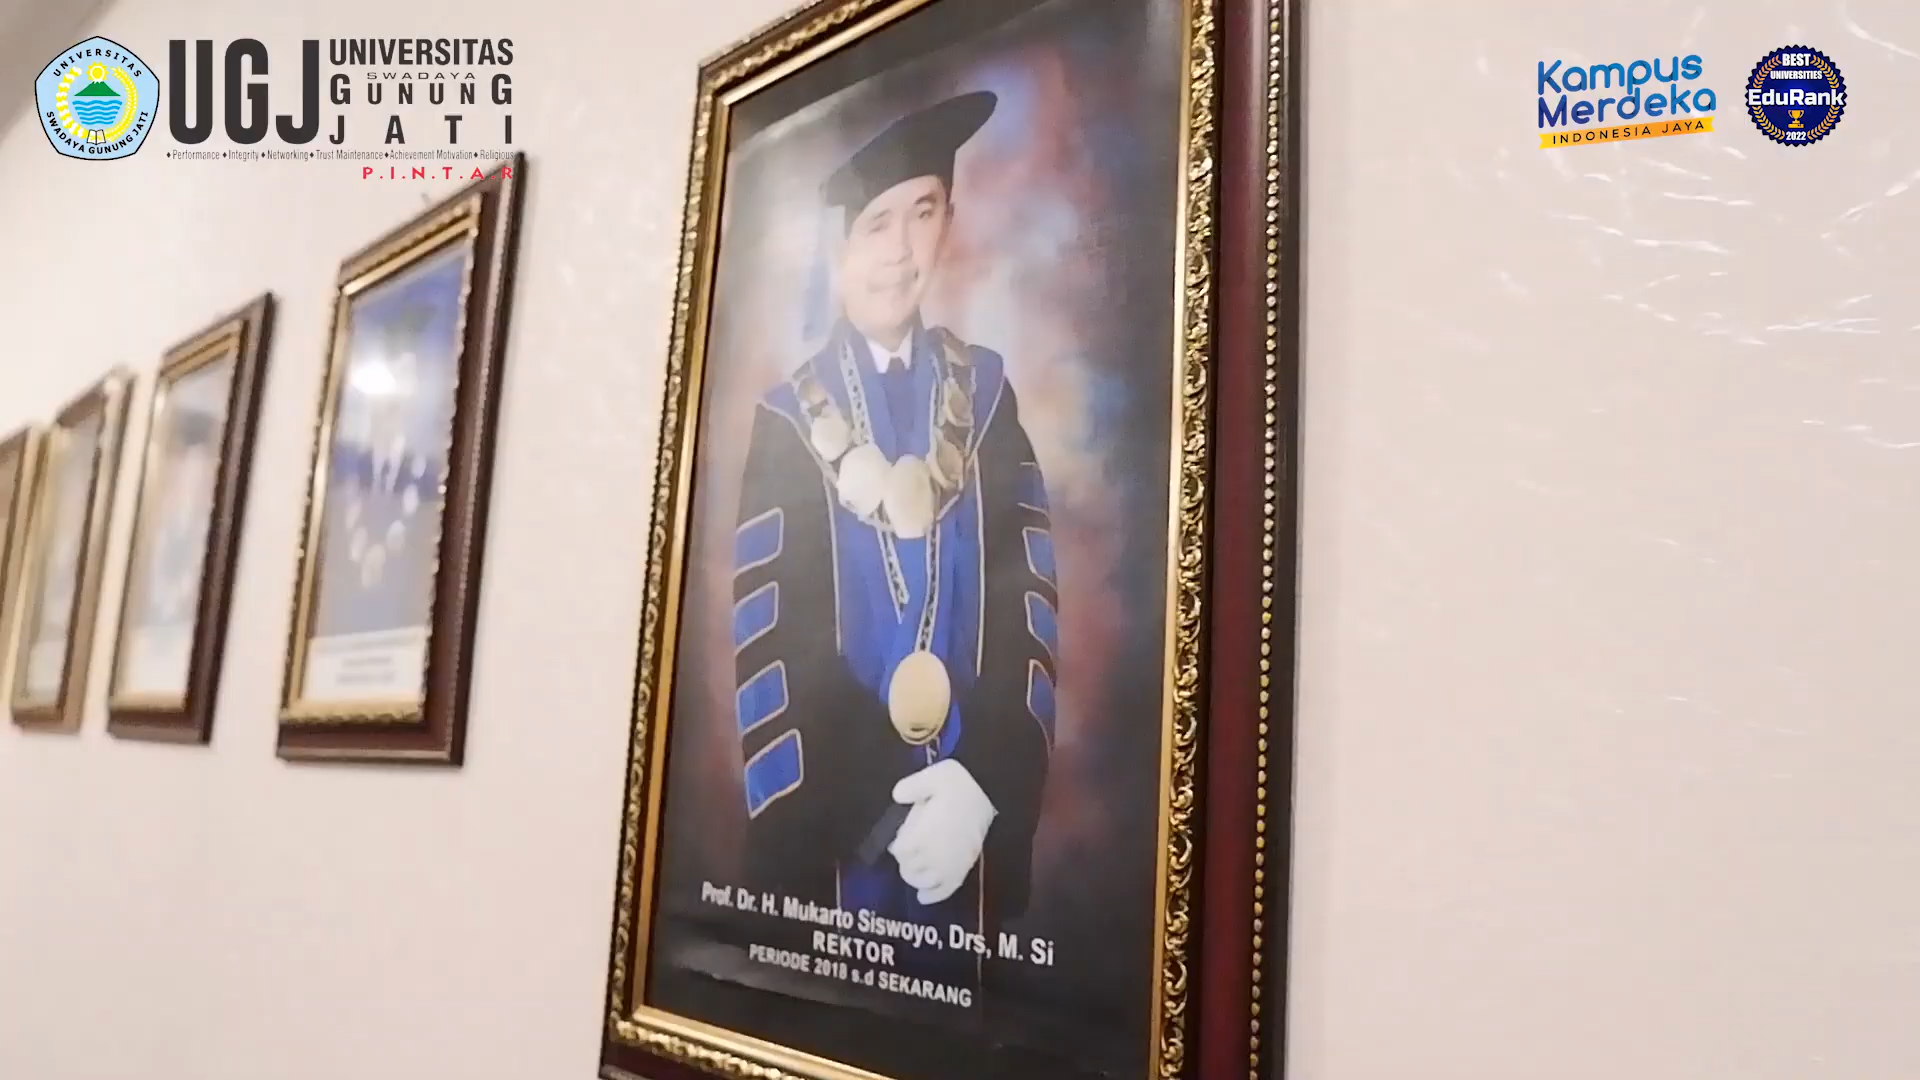 UNIVERSITAS
SWADAYA GUNUNG JATI
UGJ
UNIVERSITAS
SWADAYA
GUNUNG
JATI
♦Performance♦Integrity♦Networking♦Trust Maintenance♦Achievement Motivation♦Religious
P.I.N.T.A.R
Kampus
Merdeka
INDONESIA JAYA
BEST
UNIVERSITIES
EduRank
2022
Prof. Dr. H. Mukarto Siswoyo, Drs, M. Si
REKTOR
PERIODE 2018 s.d SEKARANG